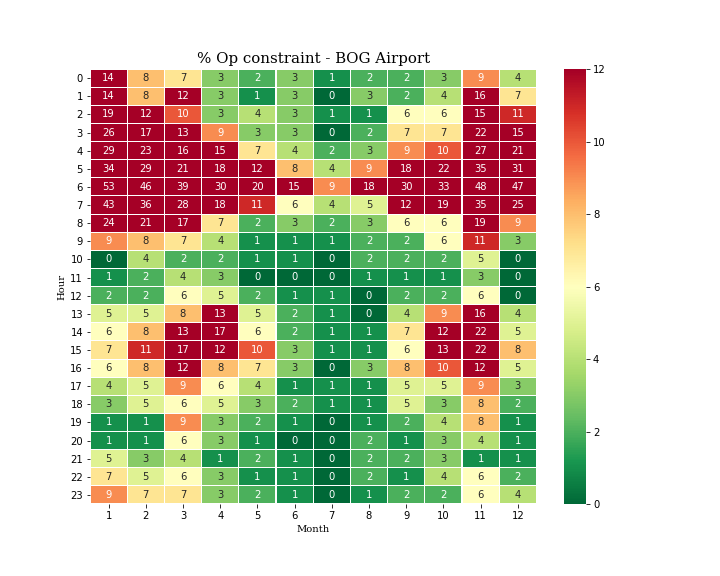 % Op constraint - BOG Airport
0 14 8 7 3 2 3 1 2 2 3 9 4
1 14 8 12 3 1 3 0 3 2 4 16 7
2 19 12 10 3 4 3 1 1 6 6 15 11
3 26 17 13 9 3 3 0 2 7 7 22 15
4 29 23 16 15 7 4 2 3 9 10 27 21
5 34 29 21 18 12 8 4 9 18 22 35 31
6 53 46 39 30 20 15 9 18 30 33 48 47
7 43 36 28 18 11 6 4 5 12 19 35 25
8 24 21 17 7 2 3 2 3 6 6 19 9
9 9 8 7 4 1 1 1 2 2 6 11 3
10 0 4 2 2 1 1 0 2 2 2 5 0
11 1 2 4 3 0 0 0 1 1 1 3 0
12 2 2 6 5 2 1 1 0 2 2 6 0
13 5 5 8 13 5 2 1 0 4 9 16 4
14 6 8 13 17 6 2 1 1 7 12 22 5
15 7 11 17 12 10 3 1 1 6 13 22 8
16 6 8 12 8 7 3 0 3 8 10 12 5
17 4 5 9 6 4 1 1 1 5 5 9 3
18 3 5 6 5 3 2 1 1 5 3 8 2
19 1 1 9 3 2 1 0 1 2 4 8 1
20 1 1 6 3 1 0 0 2 1 3 4 1
21 5 3 4 1 2 1 0 2 2 3 1 1
22 7 5 6 3 1 1 0 2 1 4 6 2
23 9 7 7 3 2 1 0 1 2 2 6 4
1 2 3 4 5 6 7 8 9 10 11 12
Month
Hour
12
10
8
6
4
2
0